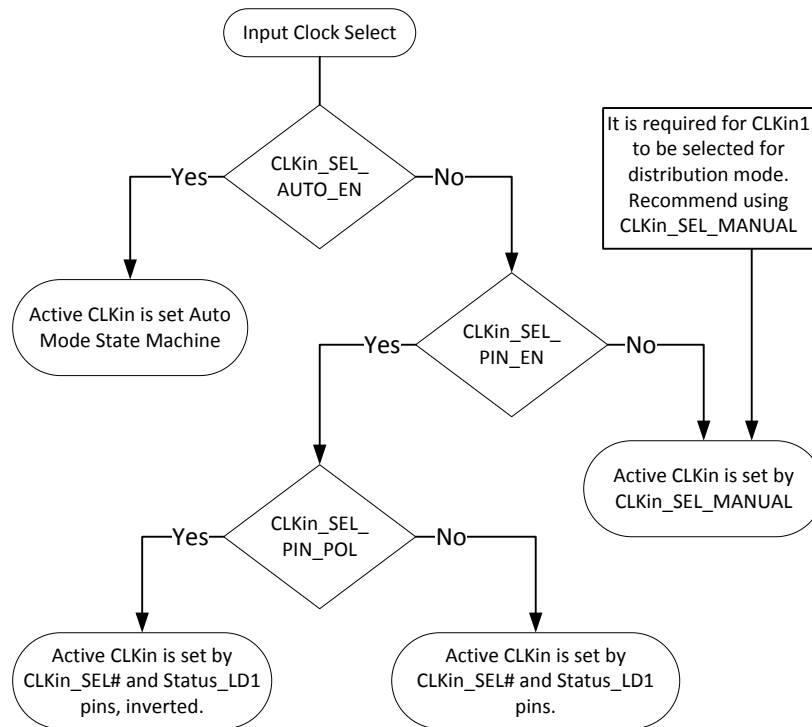 Input Clock Select
CLKin_SEL_
AUTO_EN
Yes
No
It is required for CLKin1
to be selected for
distribution mode.
Recommend using
CLKin_SEL_MANUAL
Active CLKin is set Auto
Mode State Machine
CLKin_SEL_
PIN_EN
Yes
No
Active CLKin is set by
CLKin_SEL_MANUAL
CLKin_SEL_
PIN_POL
Yes
No
Active CLKin is set by
CLKin_SEL# and Status_LD1
pins, inverted.
Active CLKin is set by
CLKin_SEL# and Status_LD1
pins.